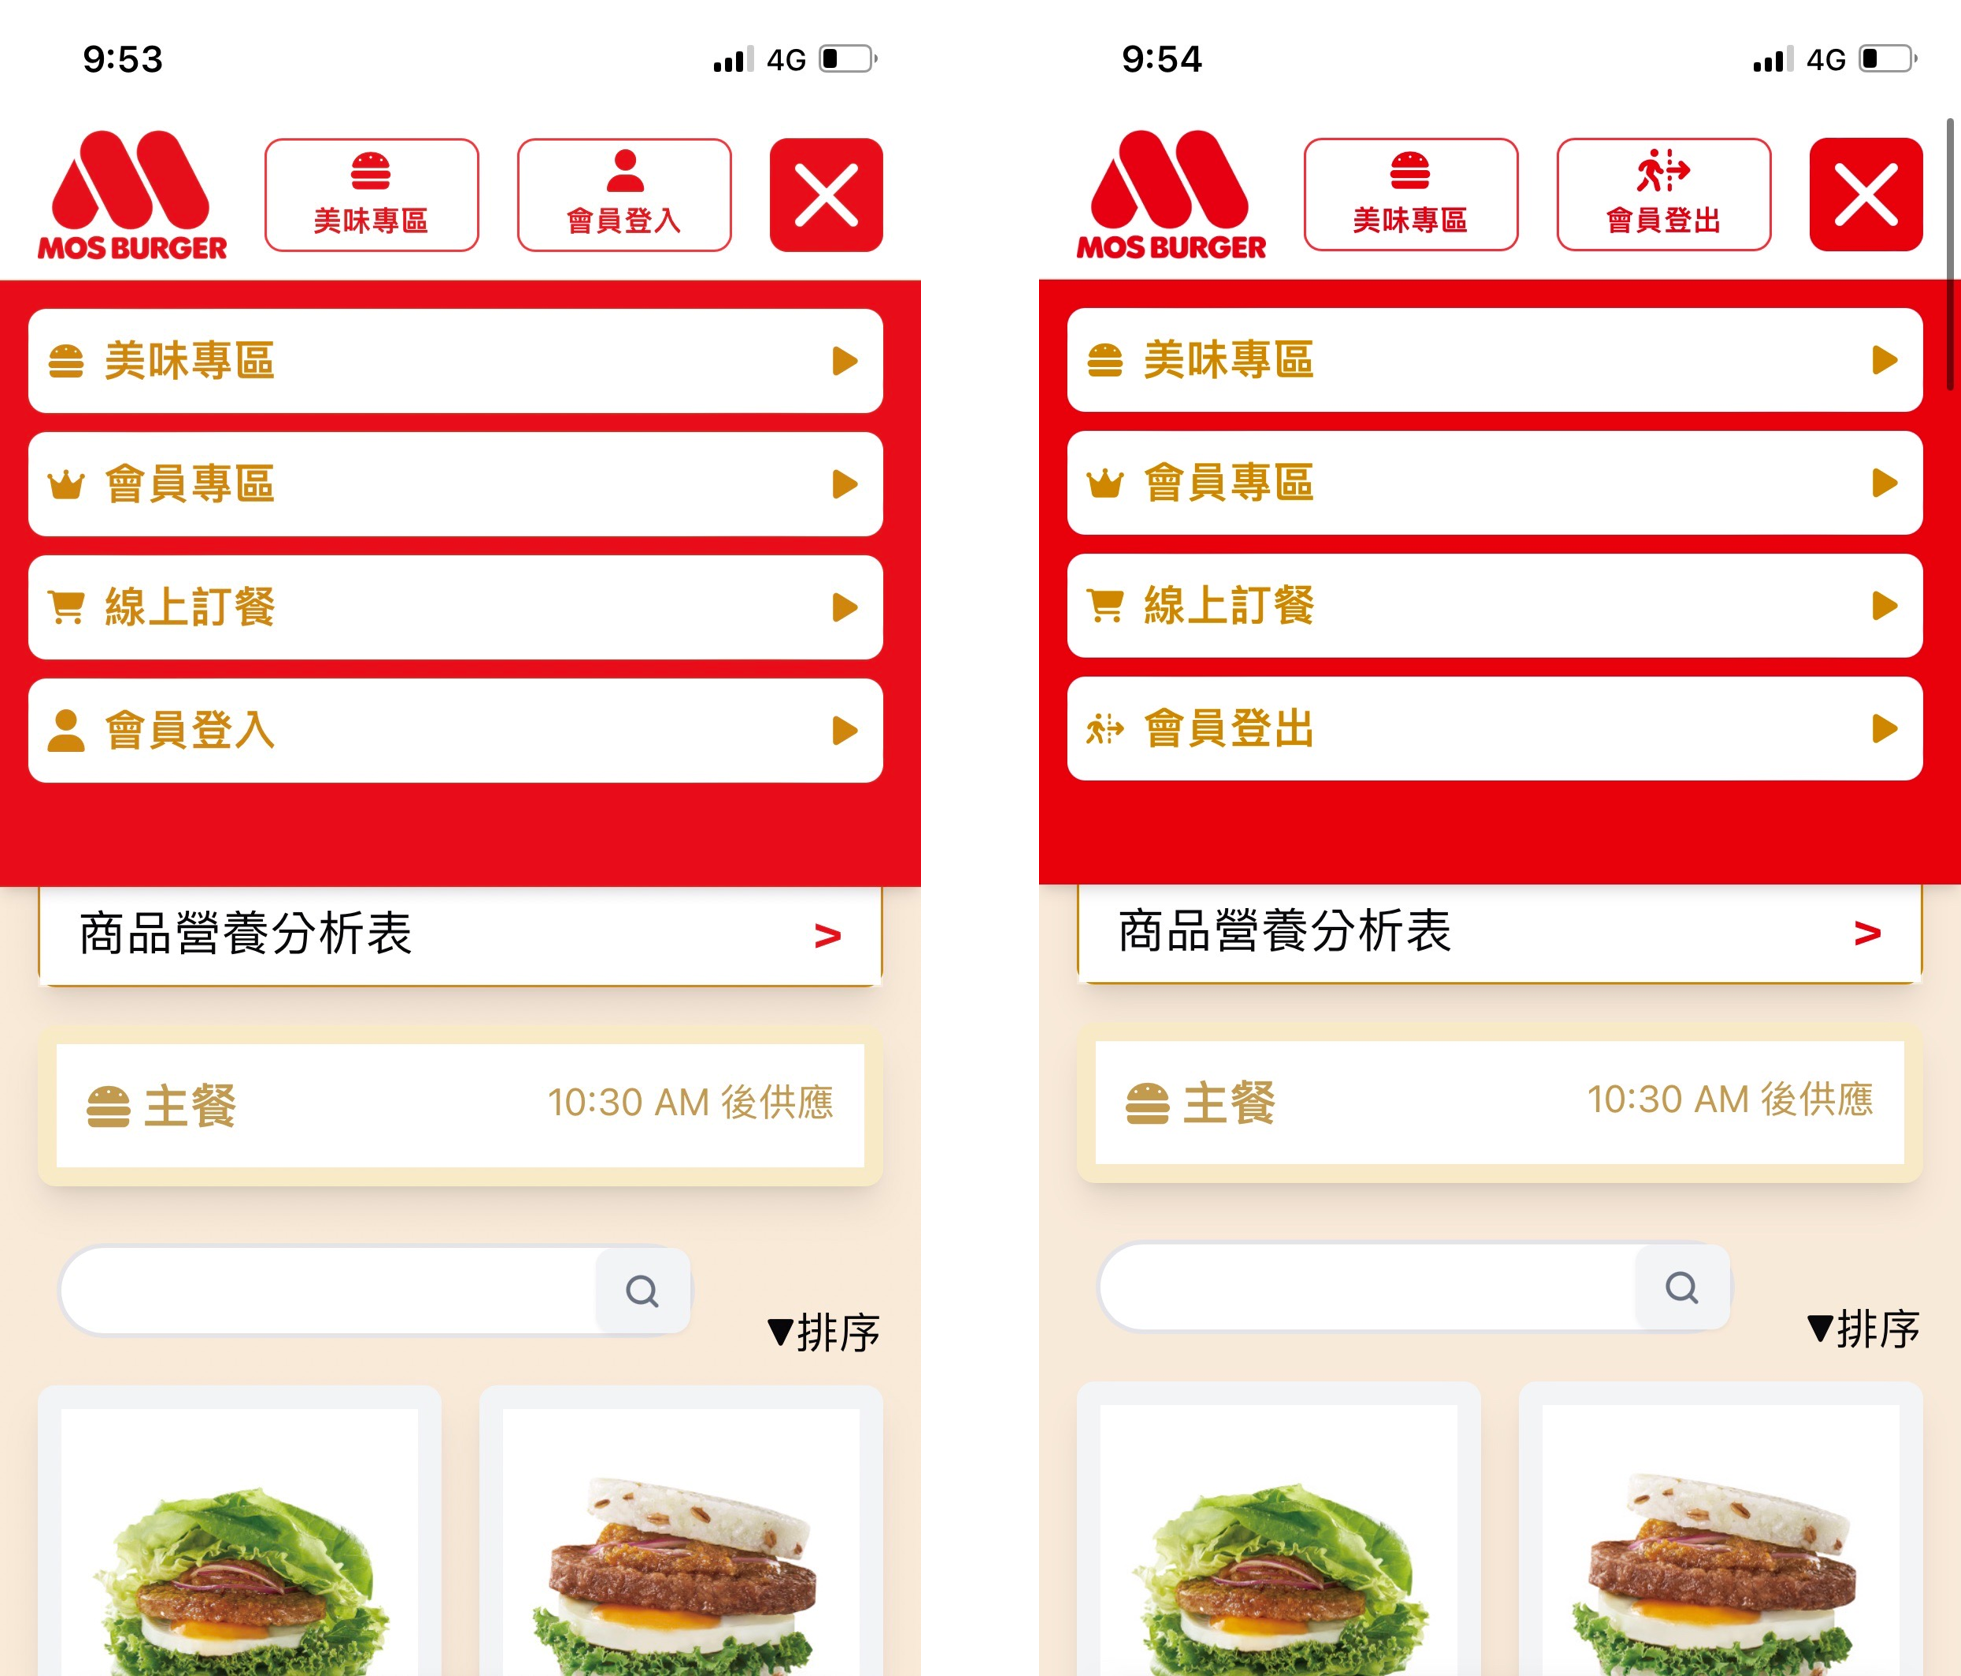 9:53
4G
MOS BURGER
美味專區
會員登入
美味專區
會員專區
線上訂餐
會員登入
商品營養分析表
>
主餐
10:30 AM 後供應
▼排序
9:54
4G
MOS BURGER
美味專區
會員登出
美味專區
會員專區
線上訂餐
會員登出
商品營養分析表
>
主餐
10:30 AM 後供應
▼排序